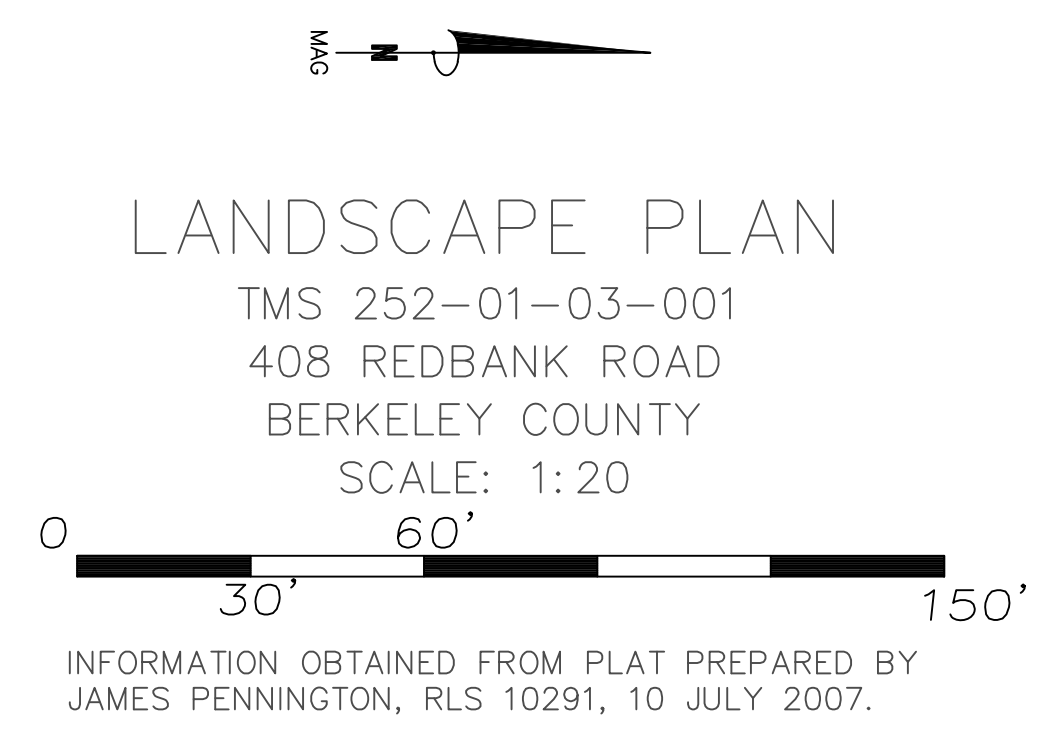 MAG
N
LANDSCAPE PLAN
TMS 252-01-03-001
408 REDBANK ROAD
BERKELEY COUNTY
SCALE: 1:20
0
60'
30'
150'
INFORMATION OBTAINED FROM PLAT PREPARED BY
JAMES PENNINGTON, RLS 10291, 10 JULY 2007.